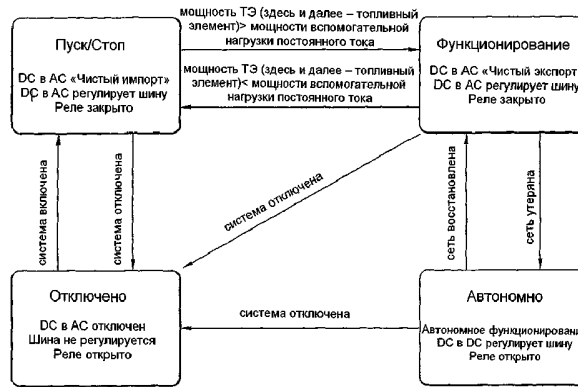 мощность ТЭ (здесь и далее – топливный
элемент)> мощности вспомогательной
нагрузки постоянного тока
Пуск/Стоп
DC в AC «Чистый импорт»
DC в AC регулирует шину
Реле закрыто
мощность ТЭ (здесь и далее – топливный
элемент)< мощности вспомогательной
нагрузки постоянного тока
Функционирование
DC в AC «Чистый экспорт»
DC в AC регулирует шину
Реле закрыто
система включена
система отключена
система отключена
сеть восстановлена
сеть утеряна
Отключено
DC в AC отключен
Шина не регулируется
Реле открыто
система отключена
Автономно
Автономное функционирование
DC в DC регулирует шину
Реле открыто